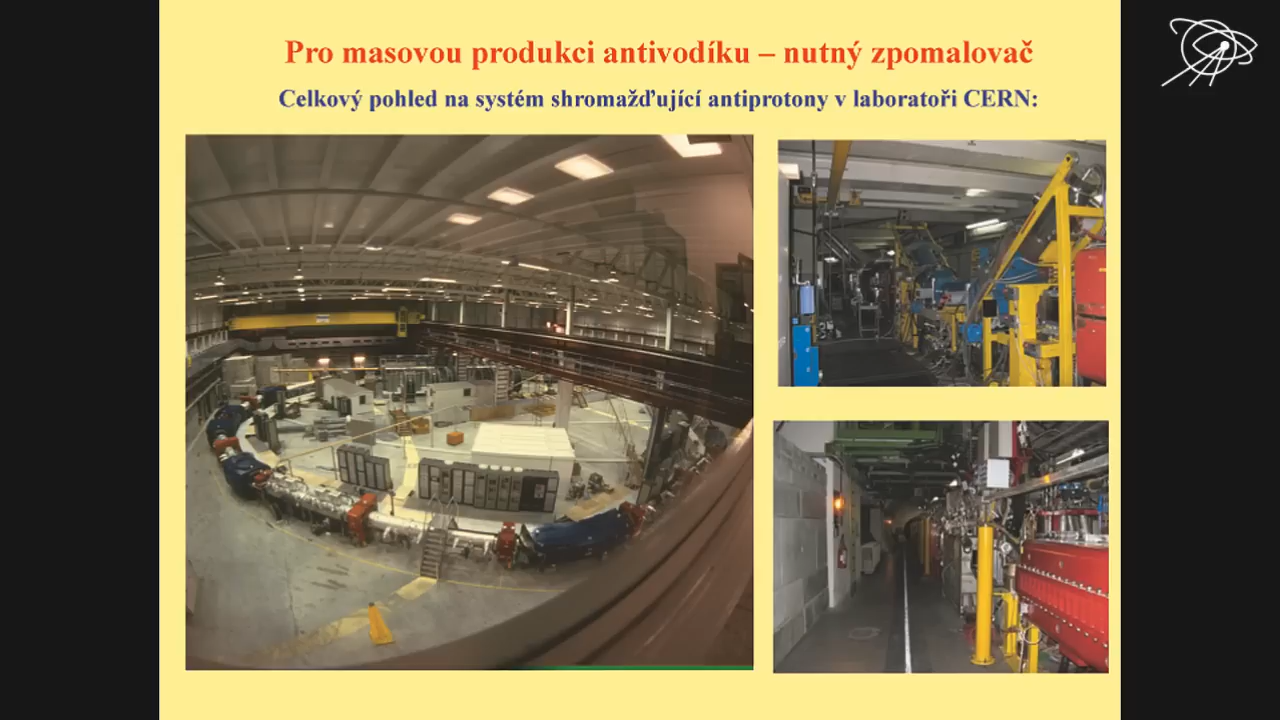 Pro masovou produkci antivodíku – nutný zpomalovač
Celkový pohled na systém shromažďující antiprotony v laboratoři CERN: